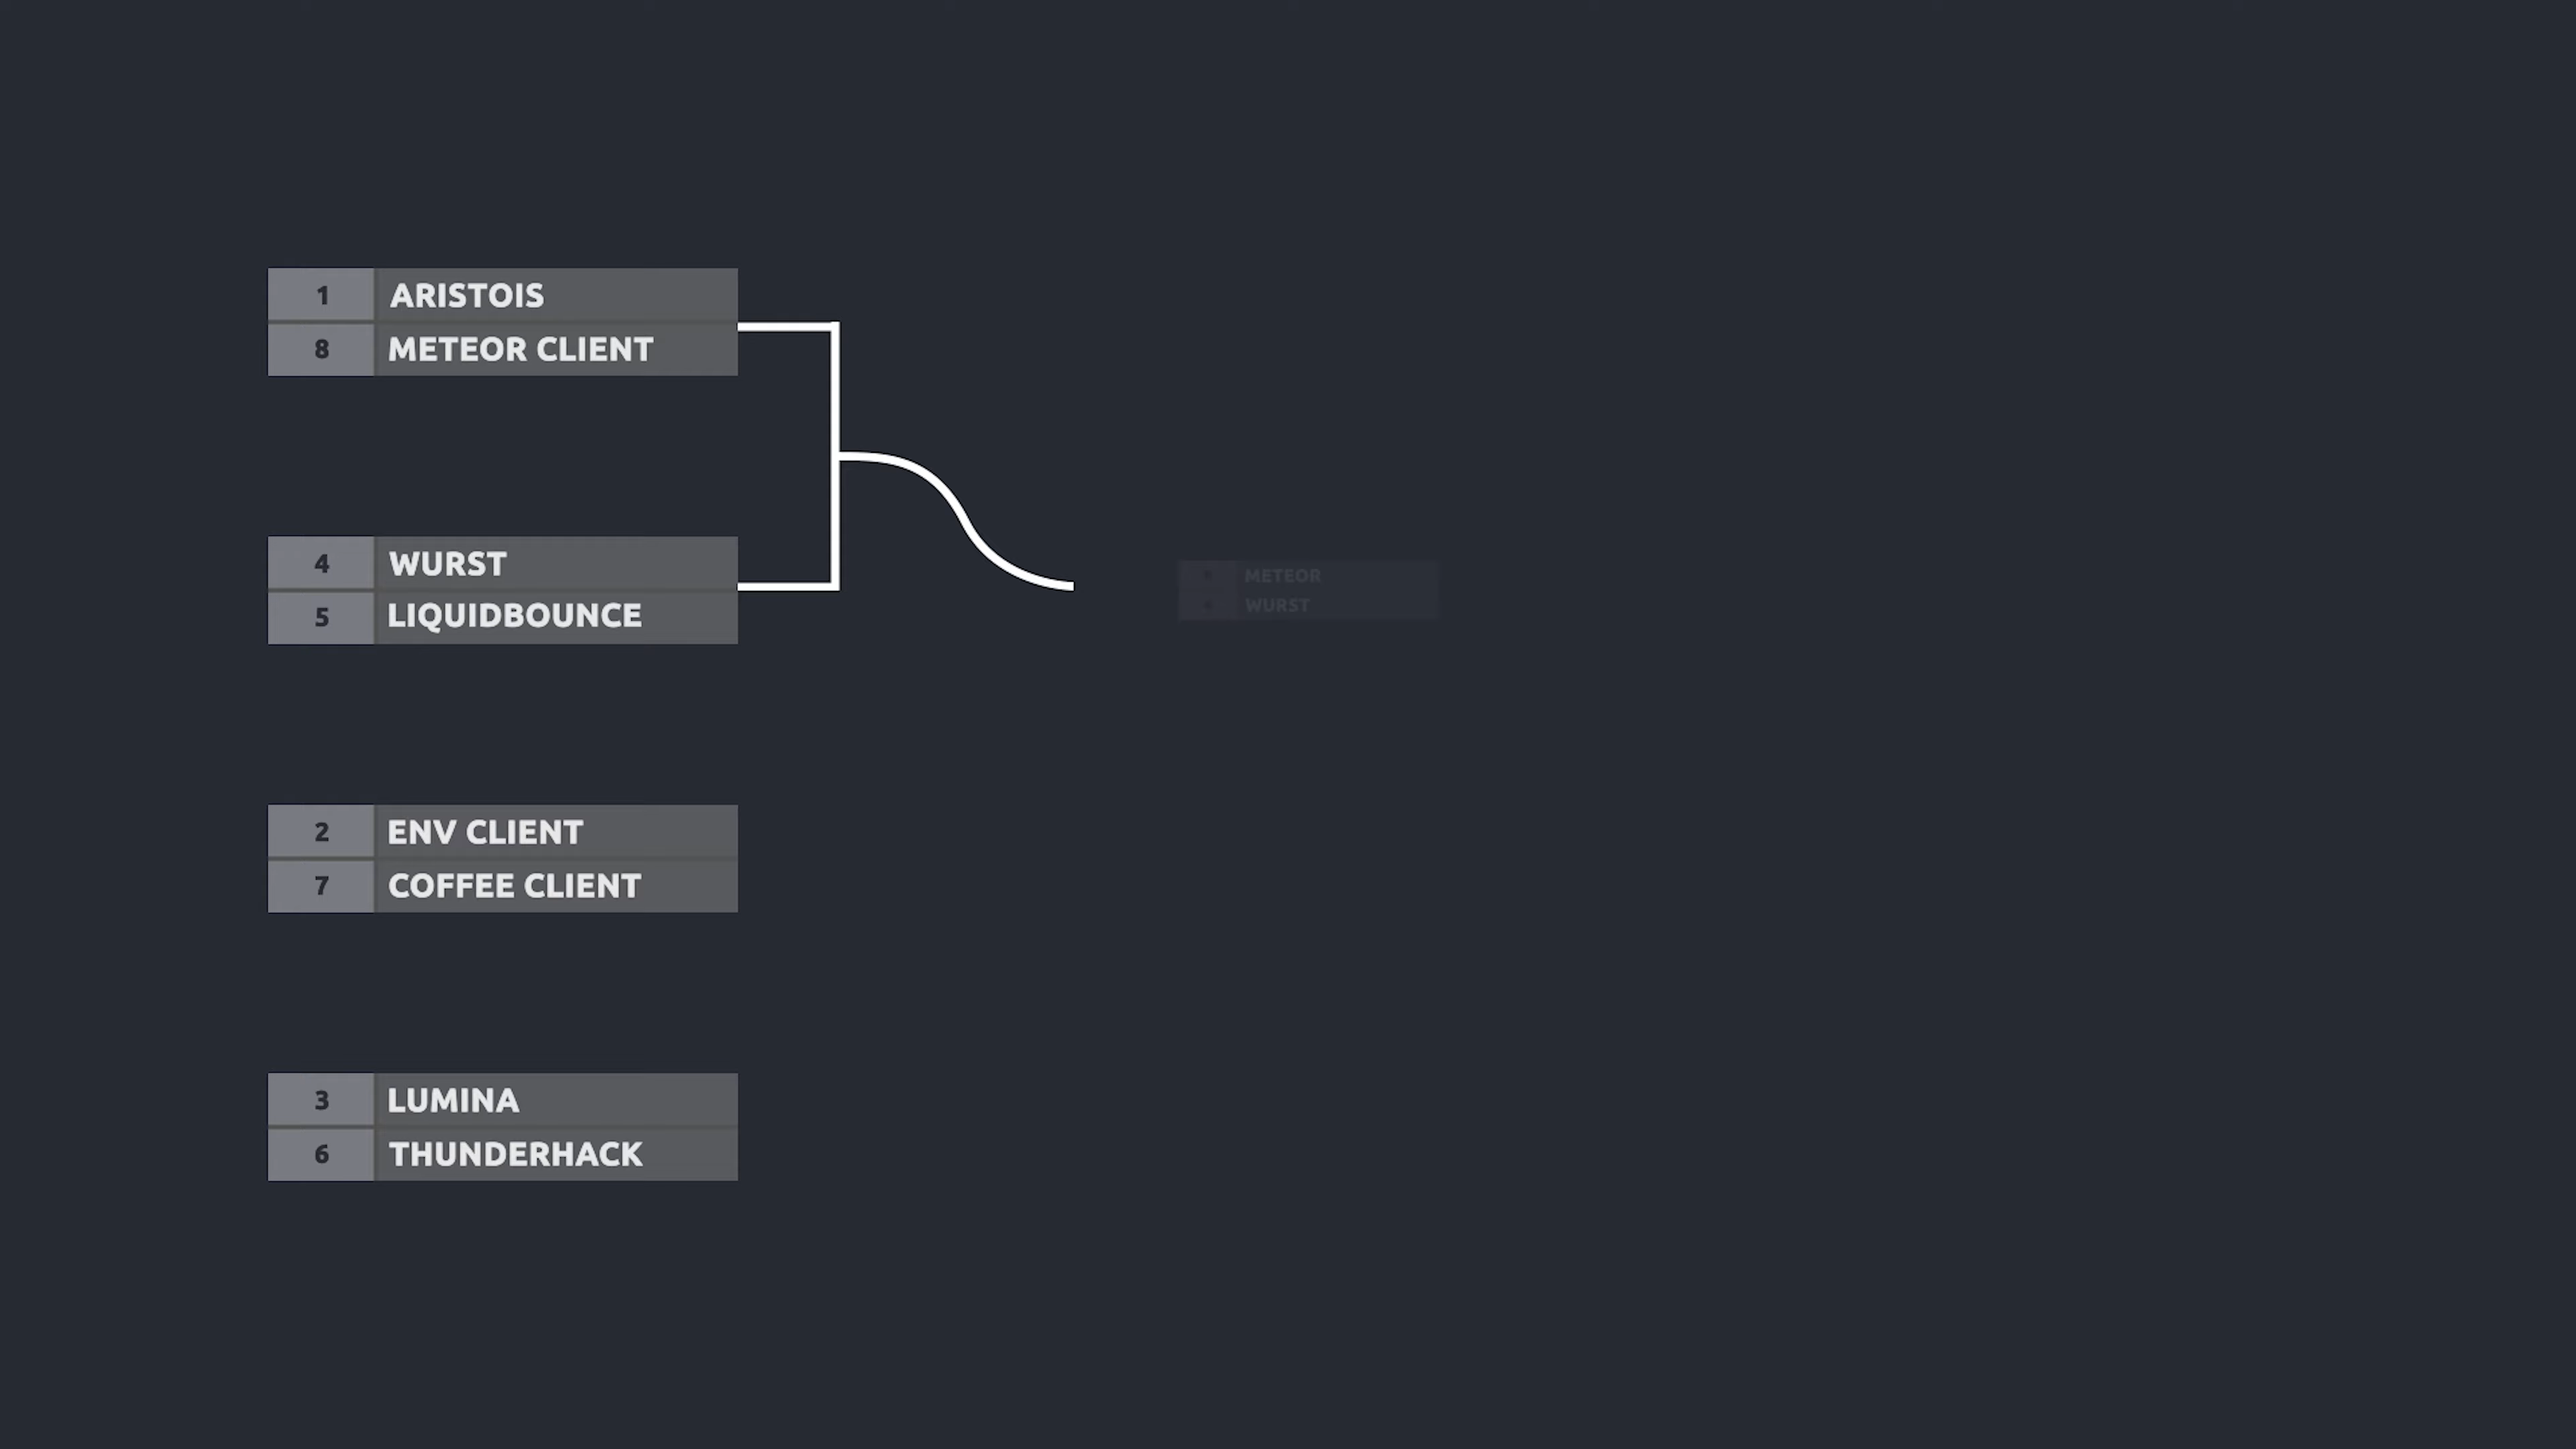 1 ARISTOIS
8 METEOR CLIENT
4 WURST
5 LIQUIDBOUNCE
METEOR
WURST
2 ENV CLIENT
7 COFFEE CLIENT
3 LUMINA
6 THUNDERHACK